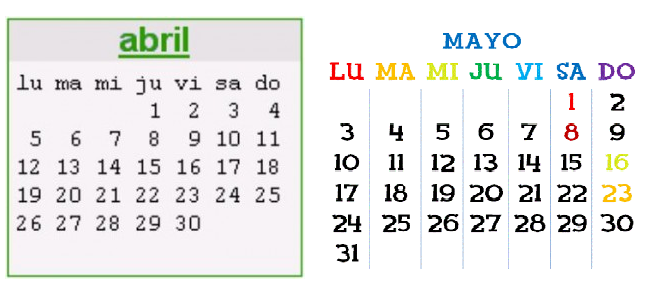 abril
lu ma mi ju vi sa do
1 2 3 4
5 6 7 8 9 10 11
12 13 14 15 16 17 18
19 20 21 22 23 24 25
26 27 28 29 30
MAYO
LU MA MI JU VI SA DO
1 2
3 4 5 6 7 8 9
10 11 12 13 14 15 16
17 18 19 20 21 22 23
24 25 26 27 28 29 30
31